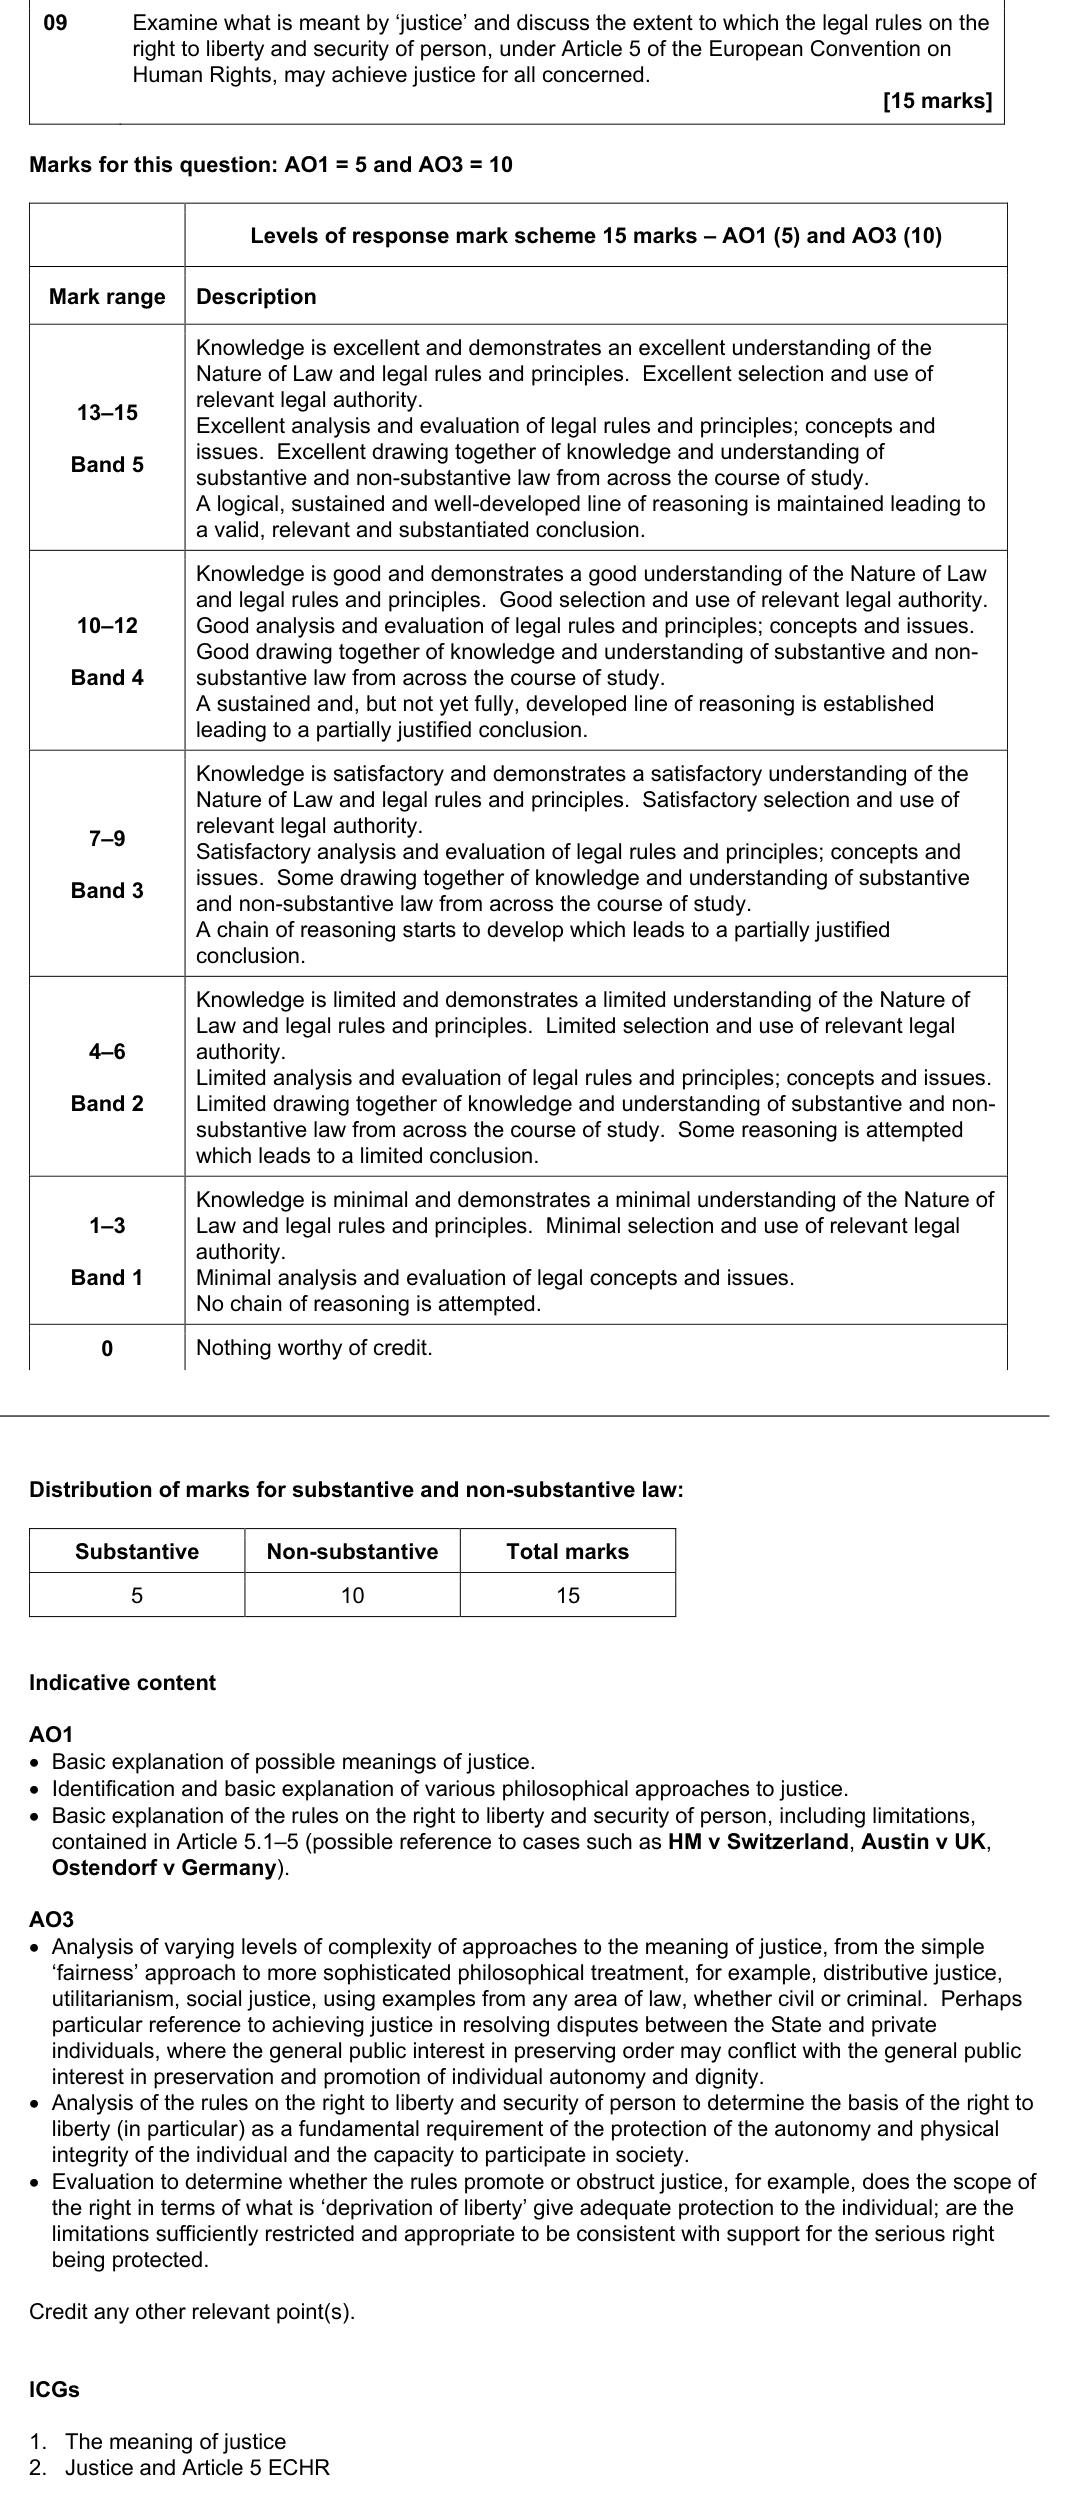 09 Examine what is meant by ‘justice’ and discuss the extent to which the legal rules on the
right to liberty and security of person, under Article 5 of the European Convention on
Human Rights, may achieve justice for all concerned.
[15 marks]
Marks for this question: AO1 = 5 and AO3 = 10
Levels of response mark scheme 15 marks – AO1 (5) and AO3 (10)
Mark range Description
13–15
Band 5
Knowledge is excellent and demonstrates an excellent understanding of the
Nature of Law and legal rules and principles. Excellent selection and use of
relevant legal authority.
Excellent analysis and evaluation of legal rules and principles; concepts and
issues. Excellent drawing together of knowledge and understanding of
substantive and non-substantive law from across the course of study.
A logical, sustained and well-developed line of reasoning is maintained leading to
a valid, relevant and substantiated conclusion.
10–12
Band 4
Knowledge is good and demonstrates a good understanding of the Nature of Law
and legal rules and principles. Good selection and use of relevant legal authority.
Good analysis and evaluation of legal rules and principles; concepts and issues.
Good drawing together of knowledge and understanding of substantive and non-
substantive law from across the course of study.
A sustained and, but not yet fully, developed line of reasoning is established
leading to a partially justified conclusion.
7–9
Band 3
Knowledge is satisfactory and demonstrates a satisfactory understanding of the
Nature of Law and legal rules and principles. Satisfactory selection and use of
relevant legal authority.
Satisfactory analysis and evaluation of legal rules and principles; concepts and
issues. Some drawing together of knowledge and understanding of substantive
and non-substantive law from across the course of study.
A chain of reasoning starts to develop which leads to a partially justified
conclusion.
4–6
Band 2
Knowledge is limited and demonstrates a limited understanding of the Nature of
Law and legal rules and principles. Limited selection and use of relevant legal
authority.
Limited analysis and evaluation of legal rules and principles; concepts and issues.
Limited drawing together of knowledge and understanding of substantive and non-
substantive law from across the course of study. Some reasoning is attempted
which leads to a limited conclusion.
1–3
Band 1
Knowledge is minimal and demonstrates a minimal understanding of the Nature of
Law and legal rules and principles. Minimal selection and use of relevant legal
authority.
Minimal analysis and evaluation of legal concepts and issues.
No chain of reasoning is attempted.
0 Nothing worthy of credit.
Distribution of marks for substantive and non-substantive law:
Substantive Non-substantive Total marks
5 10 15
Indicative content
AO1
• Basic explanation of possible meanings of justice.
• Identification and basic explanation of various philosophical approaches to justice.
• Basic explanation of the rules on the right to liberty and security of person, including limitations,
contained in Article 5.1–5 (possible reference to cases such as HM v Switzerland, Austin v UK,
Ostendorf v Germany).
AO3
• Analysis of varying levels of complexity of approaches to the meaning of justice, from the simple
‘fairness’ approach to more sophisticated philosophical treatment, for example, distributive justice,
utilitarianism, social justice, using examples from any area of law, whether civil or criminal. Perhaps
particular reference to achieving justice in resolving disputes between the State and private
individuals, where the general public interest in preserving order may conflict with the general public
interest in preservation and promotion of individual autonomy and dignity.
• Analysis of the rules on the right to liberty and security of person to determine the basis of the right to
liberty (in particular) as a fundamental requirement of the protection of the autonomy and physical
integrity of the individual and the capacity to participate in society.
• Evaluation to determine whether the rules promote or obstruct justice, for example, does the scope of
the right in terms of what is ‘deprivation of liberty’ give adequate protection to the individual; are the
limitations sufficiently restricted and appropriate to be consistent with support for the serious right
being protected.
Credit any other relevant point(s).
ICGs
1. The meaning of justice
2. Justice and Article 5 ECHR